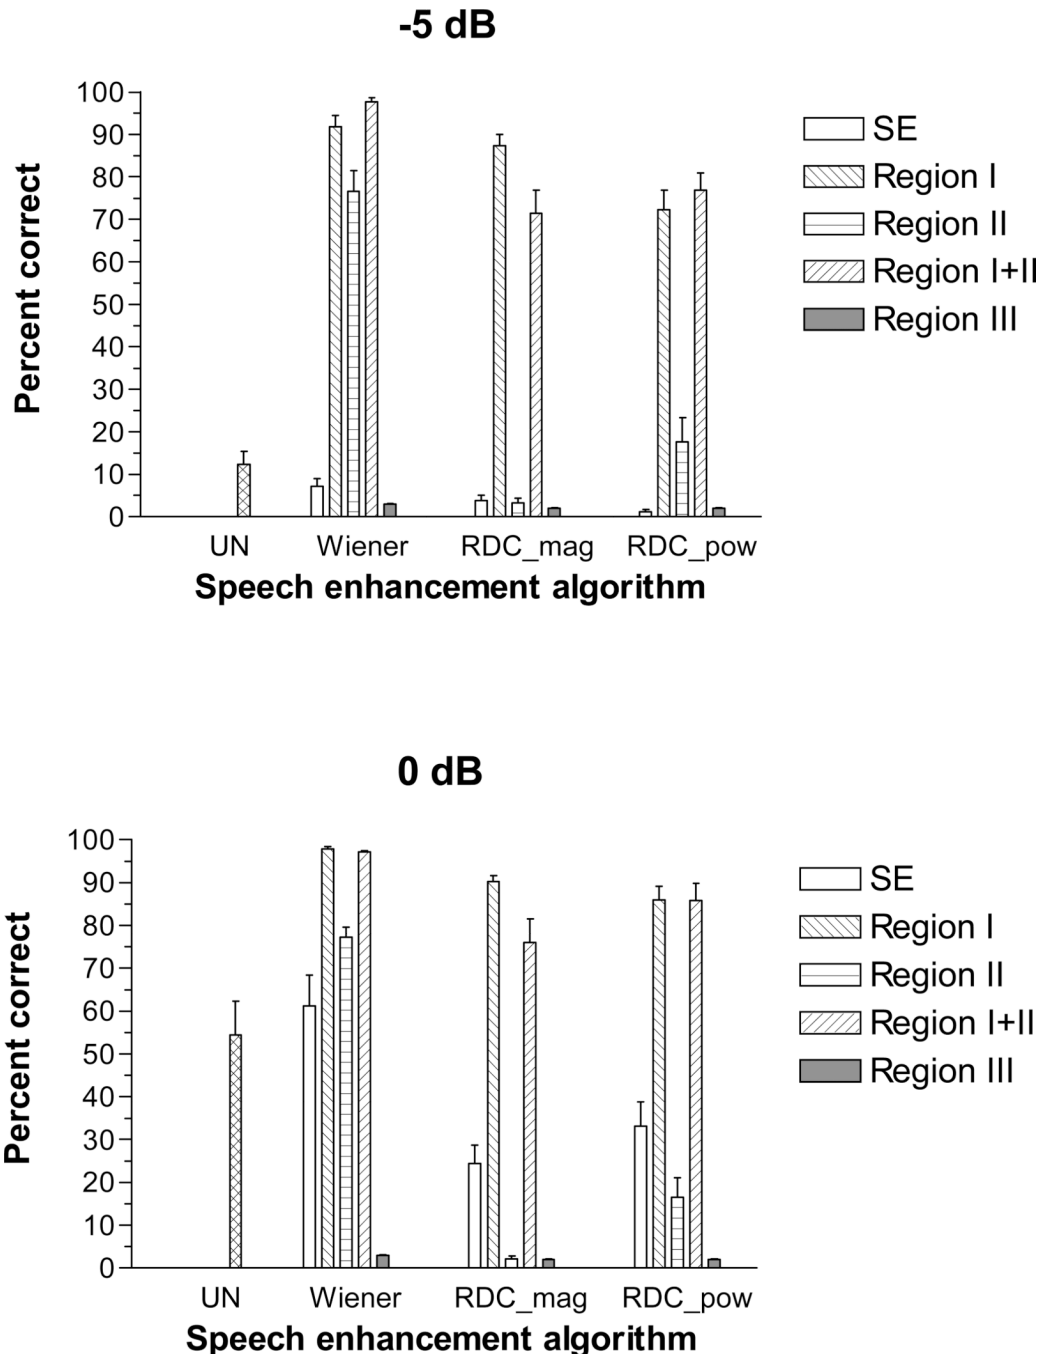 -5 dB
Percent correct
100
90
80
70
60
50
40
30
20
10
0
UN Wiener RDC_mag RDC_pow
Speech enhancement algorithm
SE
Region I
Region II
Region I+II
Region III
0 dB
Percent correct
100
90
80
70
60
50
40
30
20
10
0
UN Wiener RDC_mag RDC_pow
Speech enhancement algorithm
SE
Region I
Region II
Region I+II
Region III